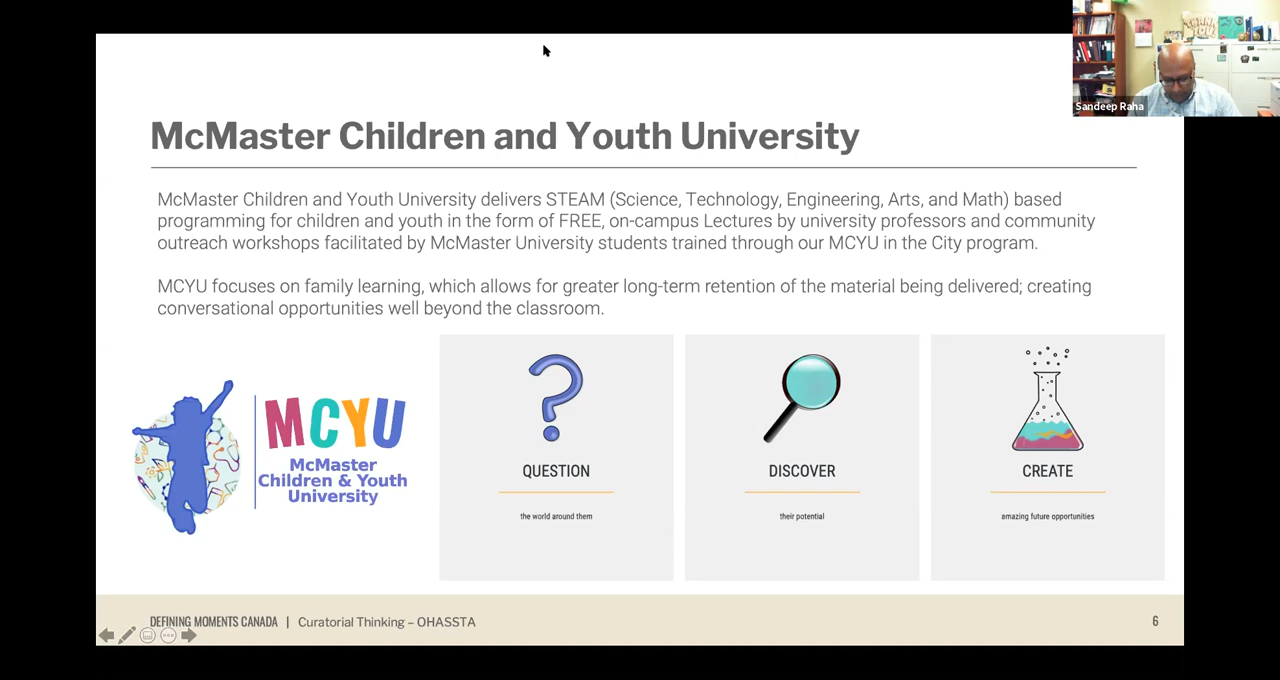 THANK
YOU!
Sandeep Raha
McMaster Children and Youth University
McMaster Children and Youth University delivers STEAM (Science, Technology, Engineering, Arts, and Math) based
programming for children and youth in the form of FREE, on-campus Lectures by university professors and community
outreach workshops facilitated by McMaster University students trained through our MCYU in the City program.
MCYU focuses on family learning, which allows for greater long-term retention of the material being delivered; creating
conversational opportunities well beyond the classroom.
MCYU
McMaster
Children & Youth
University
QUESTION
the world around them
DISCOVER
their potential
CREATE
amazing future opportunities
DEFINING MOMENTS CANADA | Curatorial Thinking – OHASSTA
6